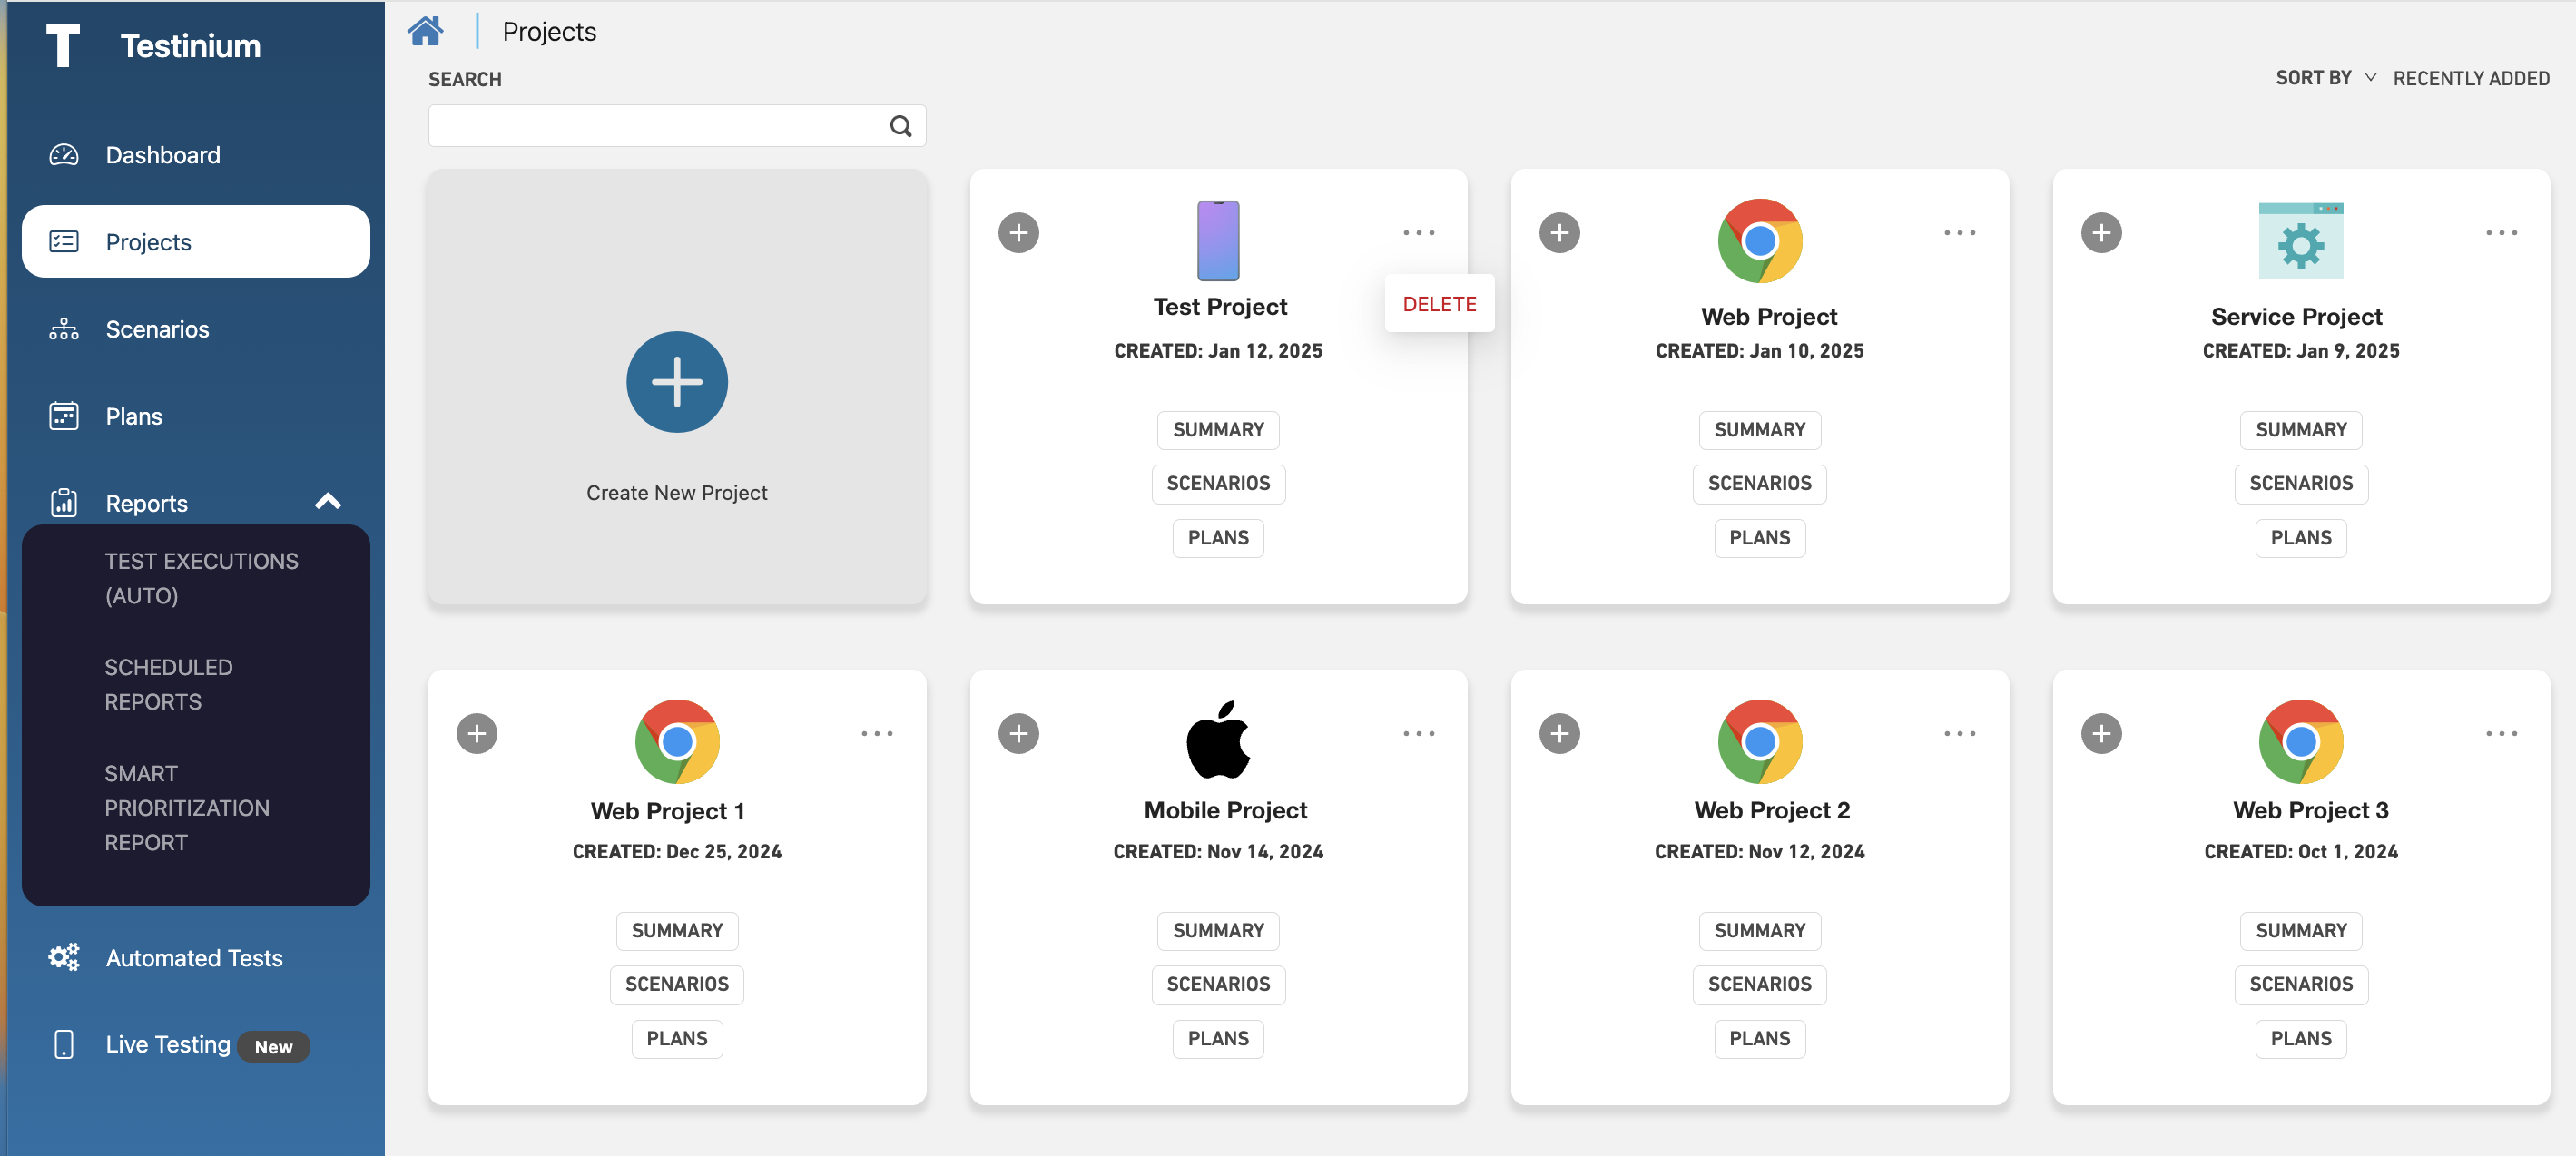 Testinium
Dashboard
Projects
Scenarios
Plans
Reports
TEST EXECUTIONS
(AUTO)
SCHEDULED
REPORTS
SMART
PRIORITIZATION
REPORT
Automated Tests
Live Testing New
Projects
SEARCH
SORT BY RECENTLY ADDED
Create New Project
Test Project
CREATED: Jan 12, 2025
SUMMARY
SCENARIOS
PLANS
DELETE
Web Project
CREATED: Jan 10, 2025
SUMMARY
SCENARIOS
PLANS
Service Project
CREATED: Jan 9, 2025
SUMMARY
SCENARIOS
PLANS
Web Project 1
CREATED: Dec 25, 2024
SUMMARY
SCENARIOS
PLANS
Mobile Project
CREATED: Nov 14, 2024
SUMMARY
SCENARIOS
PLANS
Web Project 2
CREATED: Nov 12, 2024
SUMMARY
SCENARIOS
PLANS
Web Project 3
CREATED: Oct 1, 2024
SUMMARY
SCENARIOS
PLANS